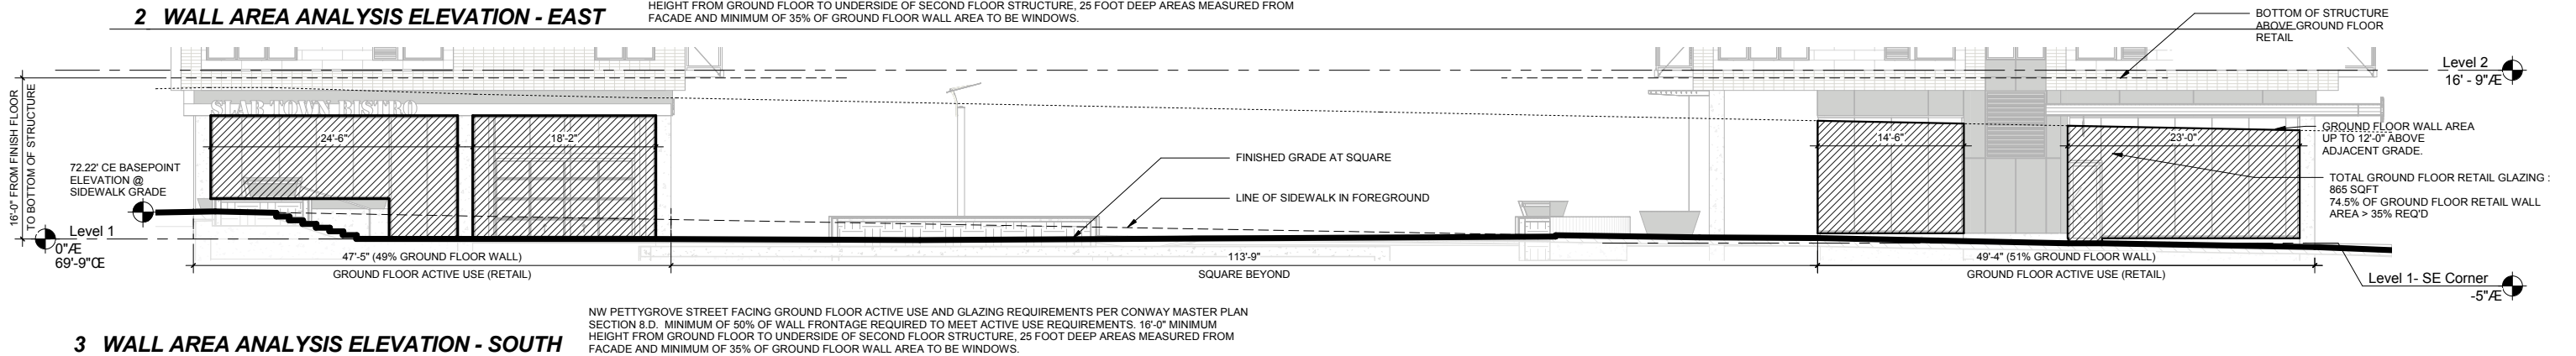 2 WALL AREA ANALYSIS ELEVATION - EAST
HEIGHT FROM GROUND FLOOR TO UNDERSIDE OF SECOND FLOOR STRUCTURE, 25 FOOT DEEP AREAS MEASURED FROM
FACADE AND MINIMUM OF 35% OF GROUND FLOOR WALL AREA TO BE WINDOWS.
BOTTOM OF STRUCTURE
ABOVE GROUND FLOOR
RETAIL
Level 2
16' - 9"Æ
16'-0" FROM FINISH FLOOR
TO BOTTOM OF STRUCTURE
SLABTOWN BISTRO
24'-6"
18'-2"
14'-6"
23'-0"
GROUND FLOOR WALL AREA
UP TO 12'-0" ABOVE
ADJACENT GRADE.
72.22' CE BASEPOINT
ELEVATION @
SIDEWALK GRADE
FINISHED GRADE AT SQUARE
LINE OF SIDEWALK IN FOREGROUND
TOTAL GROUND FLOOR RETAIL GLAZING :
865 SQFT
74.5% OF GROUND FLOOR RETAIL WALL
AREA > 35% REQ'D
Level 1
0"Æ
69'-9"Œ
47'-5" (49% GROUND FLOOR WALL)
113'-9"
49'-4" (51% GROUND FLOOR WALL)
GROUND FLOOR ACTIVE USE (RETAIL)
SQUARE BEYOND
GROUND FLOOR ACTIVE USE (RETAIL)
Level 1- SE Corner
-5"Æ
3 WALL AREA ANALYSIS ELEVATION - SOUTH
NW PETTYGROVE STREET FACING GROUND FLOOR ACTIVE USE AND GLAZING REQUIREMENTS PER CONWAY MASTER PLAN
SECTION 8.D. MINIMUM OF 50% OF WALL FRONTAGE REQUIRED TO MEET ACTIVE USE REQUIREMENTS. 16'-0" MINIMUM
HEIGHT FROM GROUND FLOOR TO UNDERSIDE OF SECOND FLOOR STRUCTURE, 25 FOOT DEEP AREAS MEASURED FROM
FACADE AND MINIMUM OF 35% OF GROUND FLOOR WALL AREA TO BE WINDOWS.